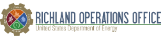 RICHLAND OPERATIONS OFFICE
United States Department of Energy